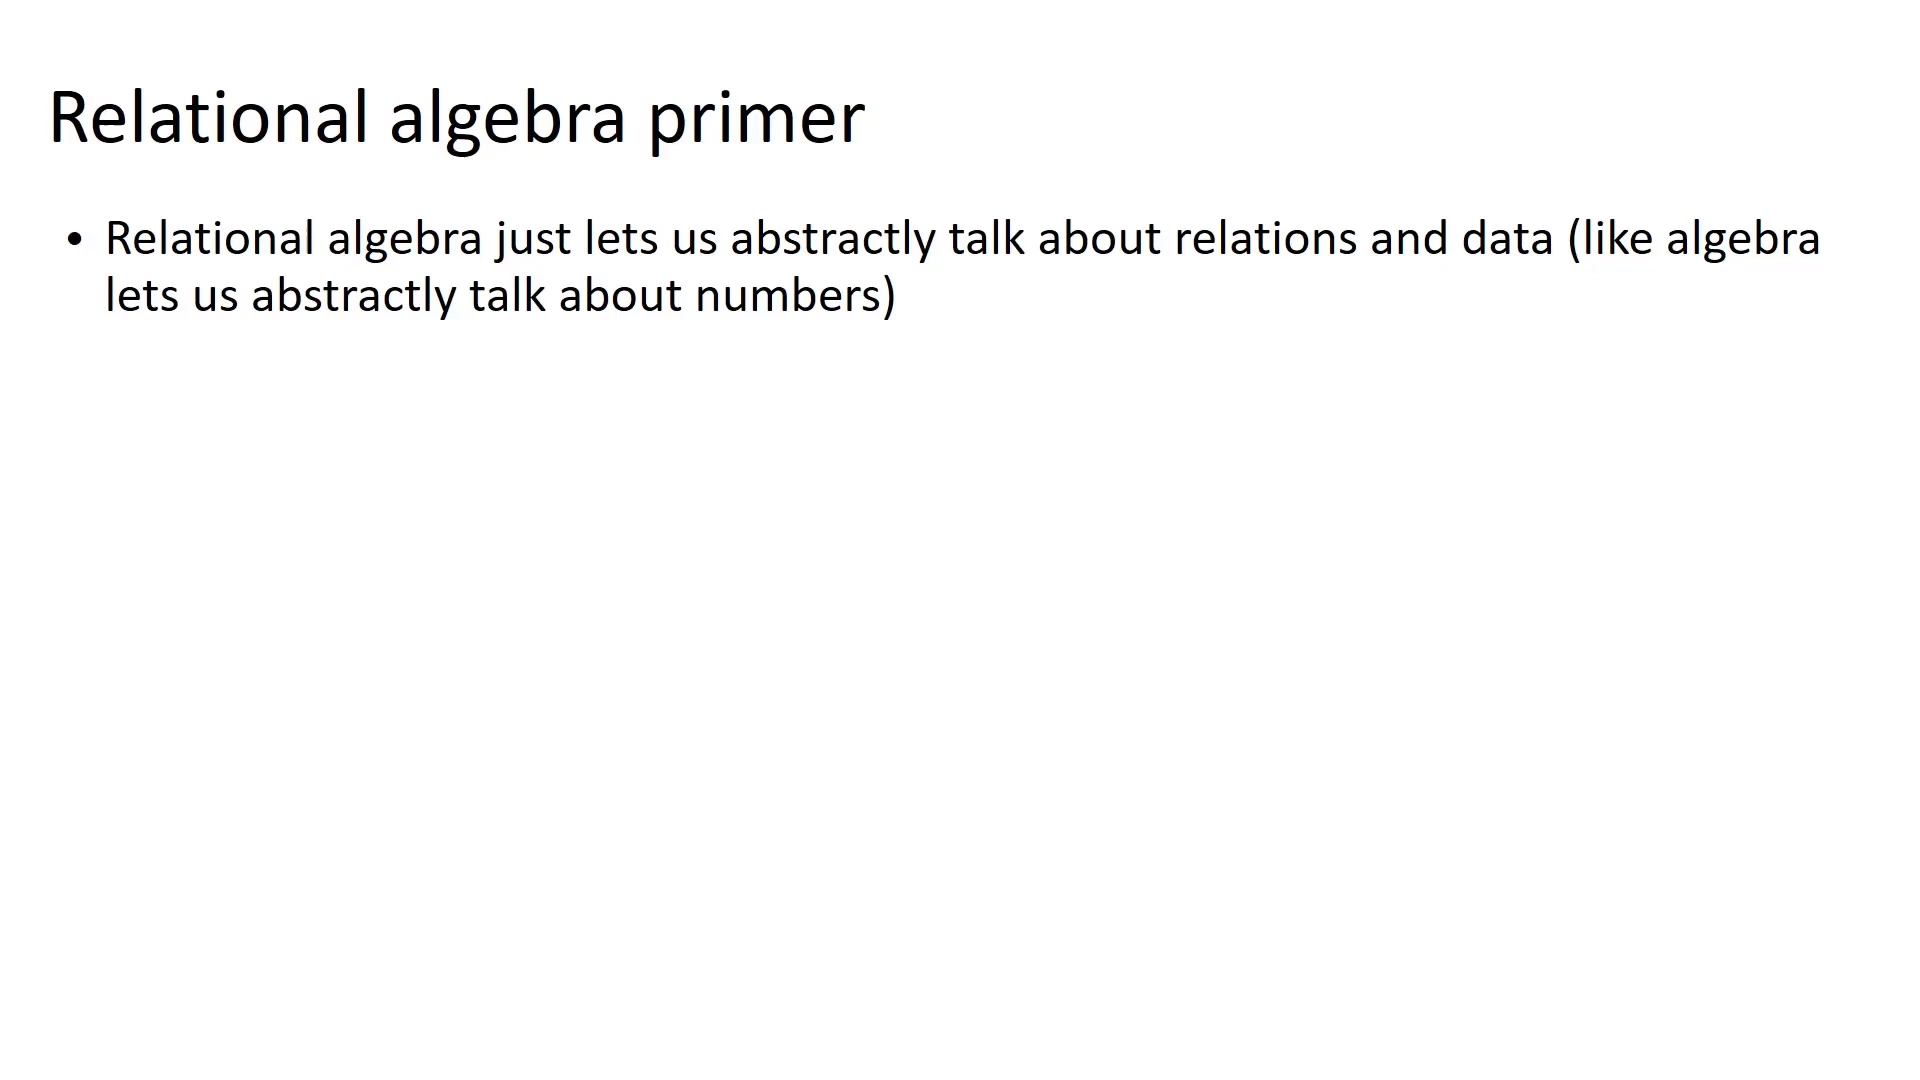 Relational algebra primer
• Relational algebra just lets us abstractly talk about relations and data (like algebra
lets us abstractly talk about numbers)